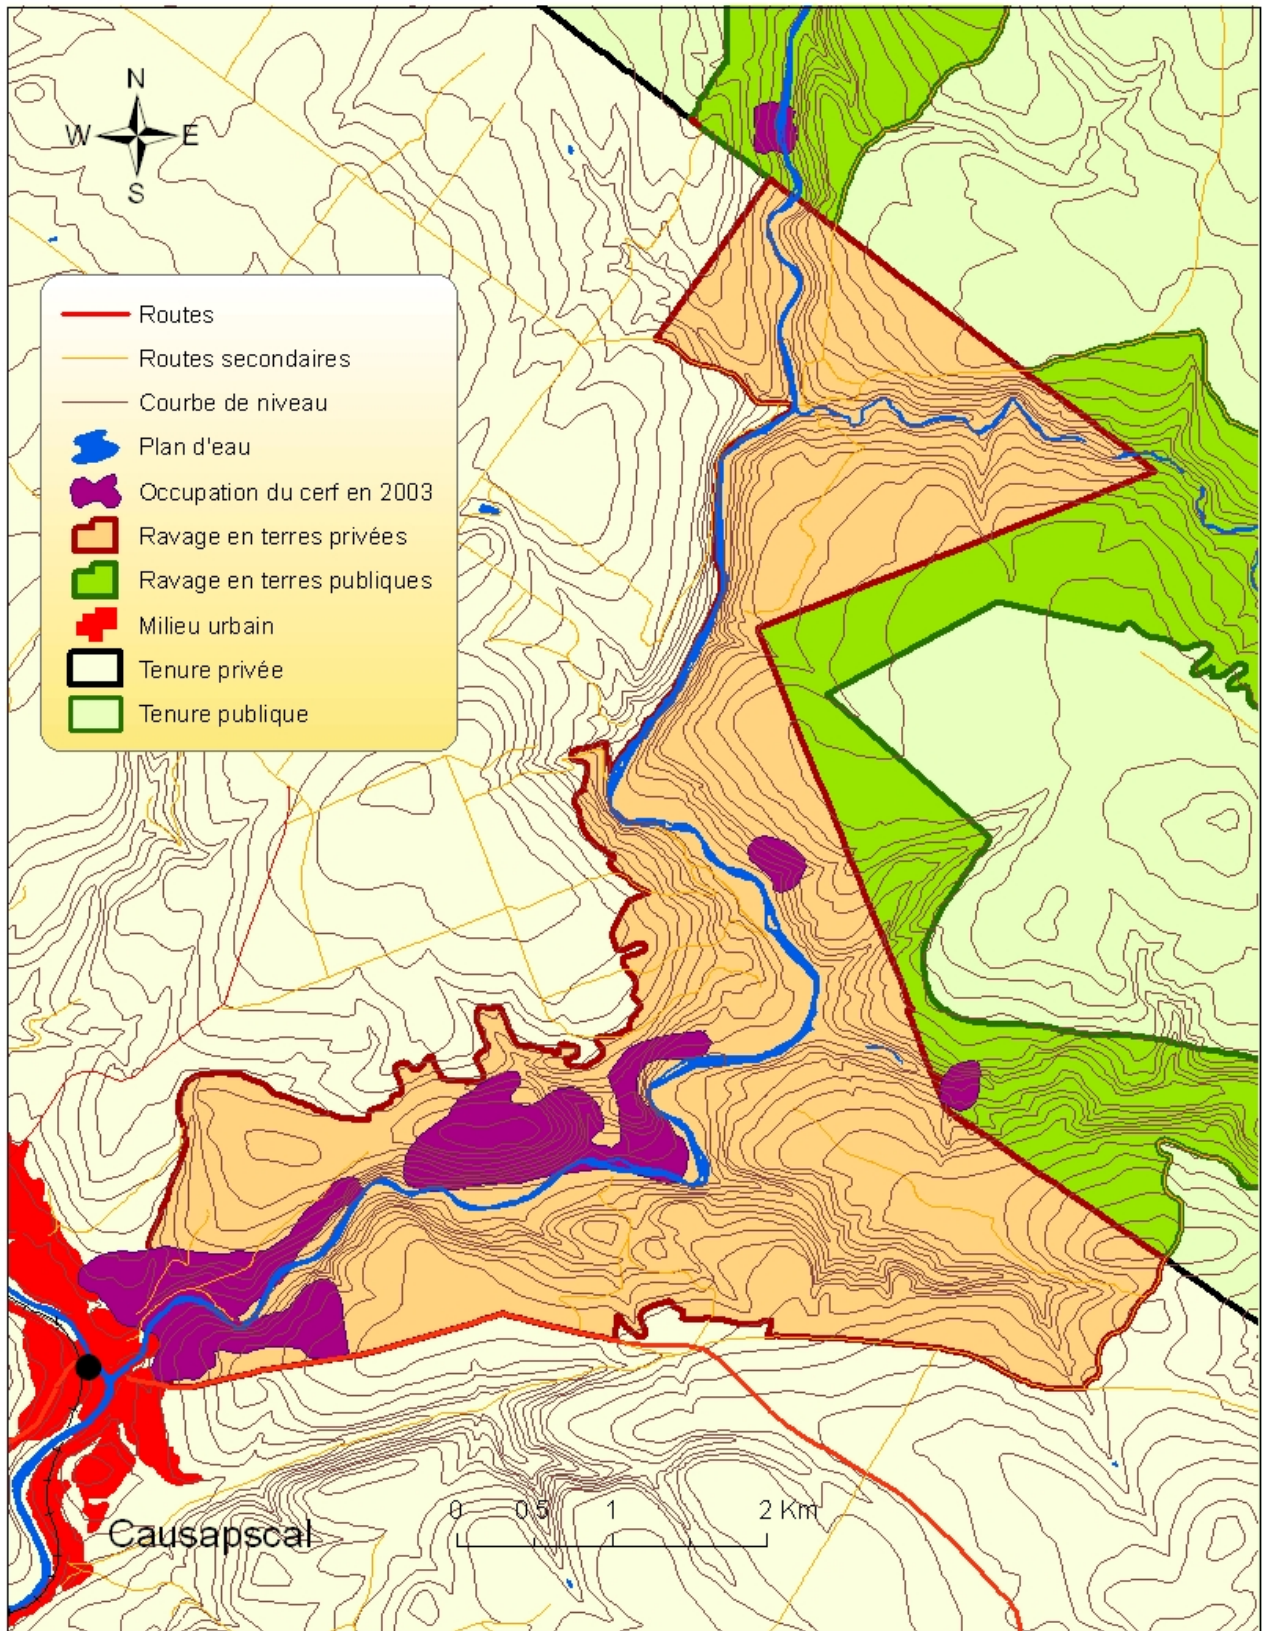 N
W E
S
Routes
Routes secondaires
Courbe de niveau
Plan d'eau
Occupation du cerf en 2003
Ravage en terres privées
Ravage en terres publiques
Milieu urbain
Tenure privée
Tenure publique
0 0.5 1 2 Km
Causapscal